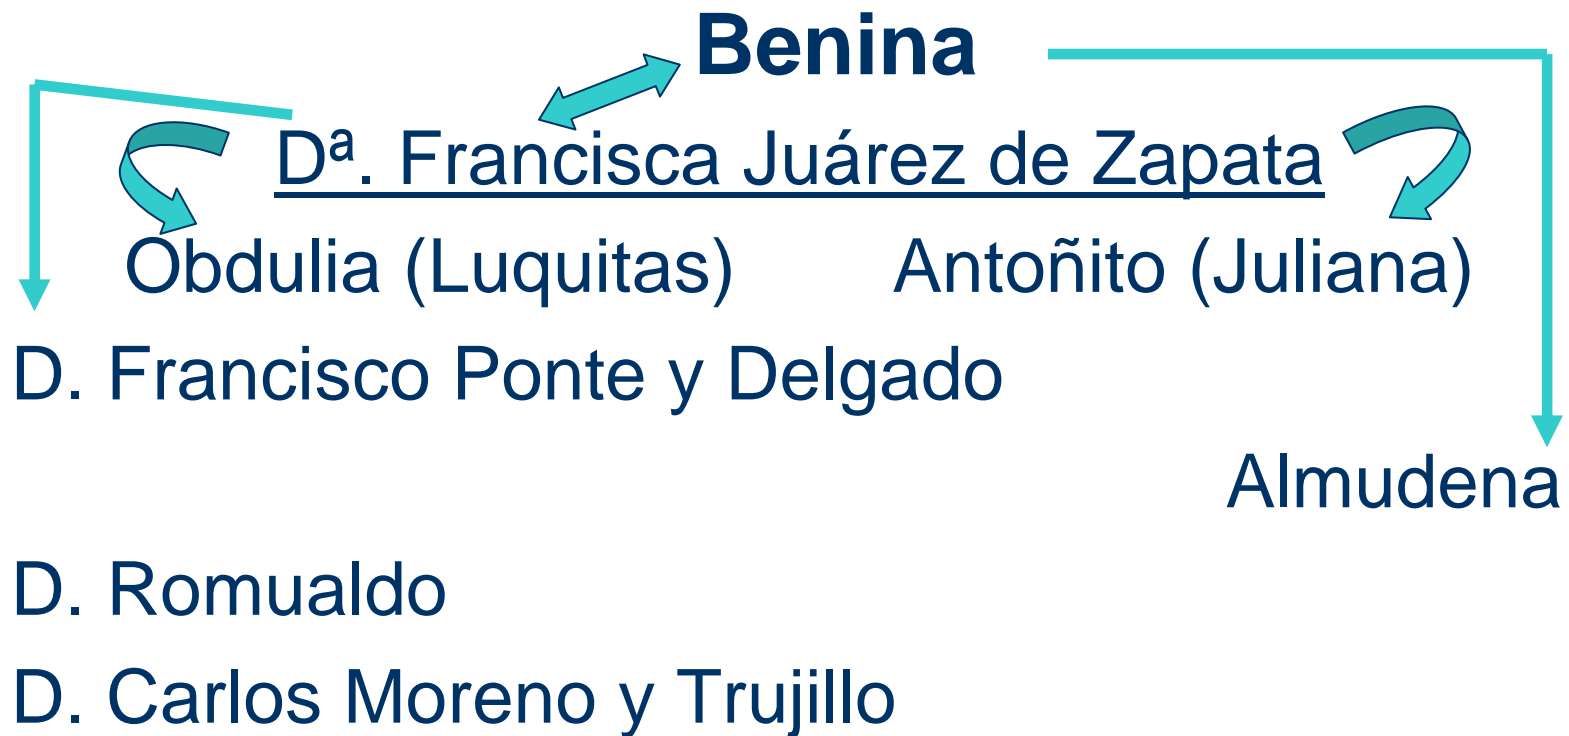 Benina
Dª. Francisca Juárez de Zapata
Obdulia (Luquitas) Antoñito (Juliana)
D. Francisco Ponte y Delgado
Almudena
D. Romualdo
D. Carlos Moreno y Trujillo